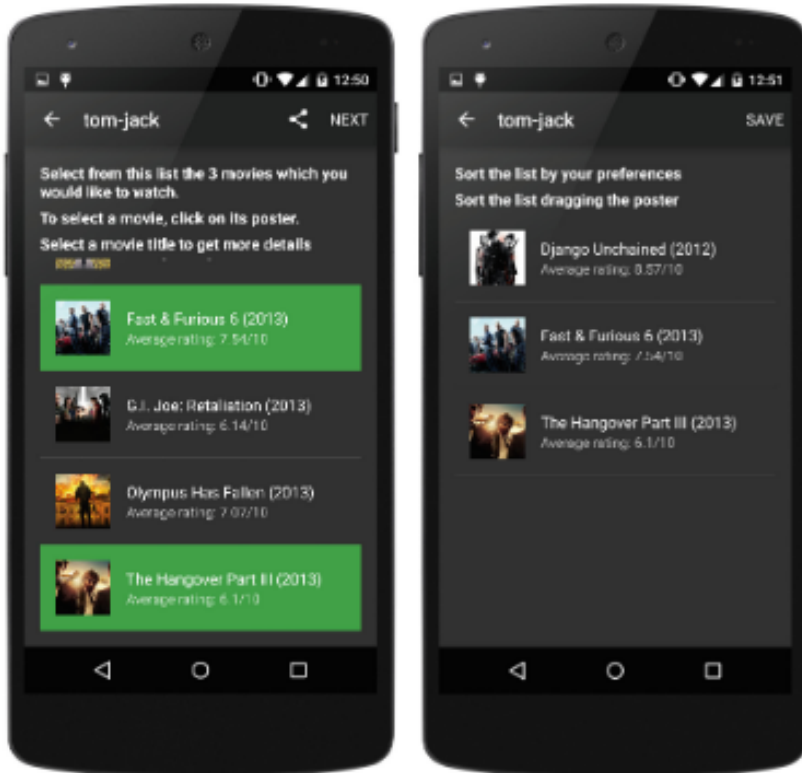 12:50
tom-jack
NEXT
Select from this list the 3 movies which you
would like to watch.
To select a movie, click on its poster.
Select a movie title to get more details
Fast & Furious 6 (2013)
Average rating: 7.54/10
G.I. Joe: Retaliation (2013)
Average rating: 6.14/10
Olympus Has Fallen (2013)
Average rating: 7.07/10
The Hangover Part III (2013)
Average rating: 6.1/10
12:51
tom-jack
SAVE
Sort the list by your preferences
Sort the list dragging the poster
Django Unchained (2012)
Average rating: 8.57/10
Fast & Furious 6 (2013)
Average rating: 7.54/10
The Hangover Part III (2013)
Average rating: 6.1/10